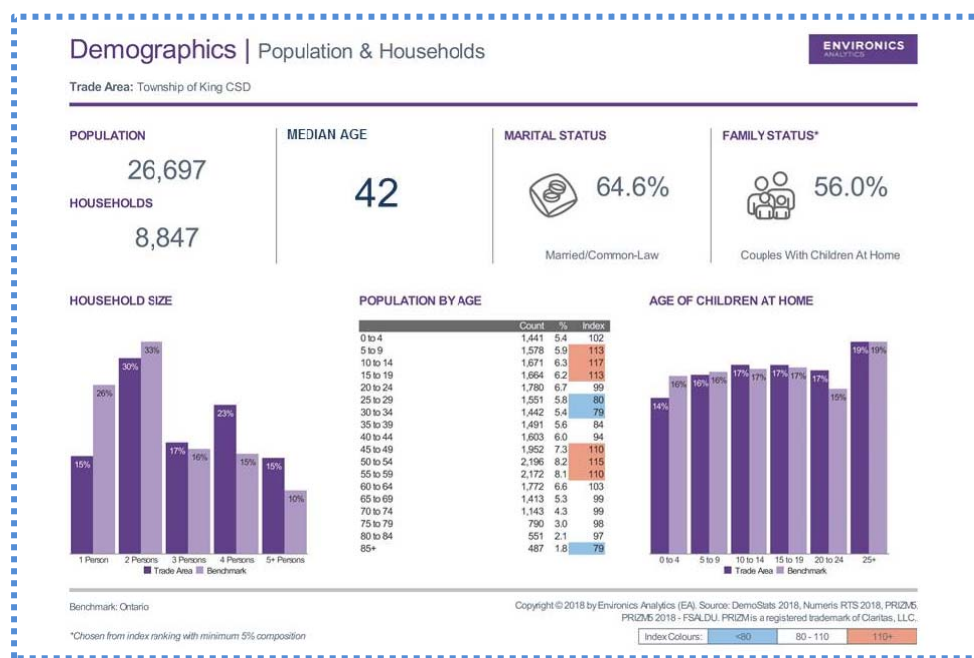 Demographics | Population & Households
ENVIRONICS
ANALYTICS
Trade Area: Township of King CSD
POPULATION
26,697
HOUSEHOLDS
8,847
MEDIAN AGE
42
MARITAL STATUS
64.6%
Married/Common-Law
FAMILY STATUS*
56.0%
Couples With Children At Home
HOUSEHOLD SIZE
15% 26% 30% 33% 17% 16% 23% 15% 15% 10%
1 Person 2 Persons 3 Persons 4 Persons 5+ Persons
Trade Area Benchmark
POPULATION BY AGE
Count % Index
0 to 4 1,441 5.4 102
5 to 9 1,578 5.9 113
10 to 14 1,671 6.3 117
15 to 19 1,664 6.2 113
20 to 24 1,780 6.7 99
25 to 29 1,551 5.8 80
30 to 34 1,442 5.4 79
35 to 39 1,491 5.6 84
40 to 44 1,603 6.0 94
45 to 49 1,952 7.3 110
50 to 54 2,196 8.2 115
55 to 59 2,172 8.1 110
60 to 64 1,772 6.6 103
65 to 69 1,413 5.3 99
70 to 74 1,143 4.3 99
75 to 79 790 3.0 98
80 to 84 551 2.1 97
85+ 487 1.8 79
AGE OF CHILDREN AT HOME
14% 16% 16% 16% 17% 17% 17% 17% 17% 15% 19% 19%
0 to 4 5 to 9 10 to 14 15 to 19 20 to 24 25+
Trade Area Benchmark
Benchmark: Ontario
*Chosen from index ranking with minimum 5% composition
Copyright © 2018 by Environics Analytics (EA). Source: DemoStats 2018, Numeris RTS 2018, PRIZM5.
PRIZM5 2018 - FSALDU. PRIZM is a registered trademark of Claritas, LLC.
Index Colours: <80 80 - 110 110+